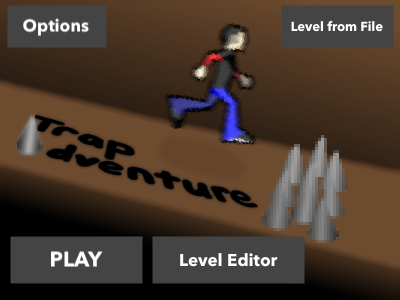 Options
Level from File
Trap
dventure
PLAY
Level Editor